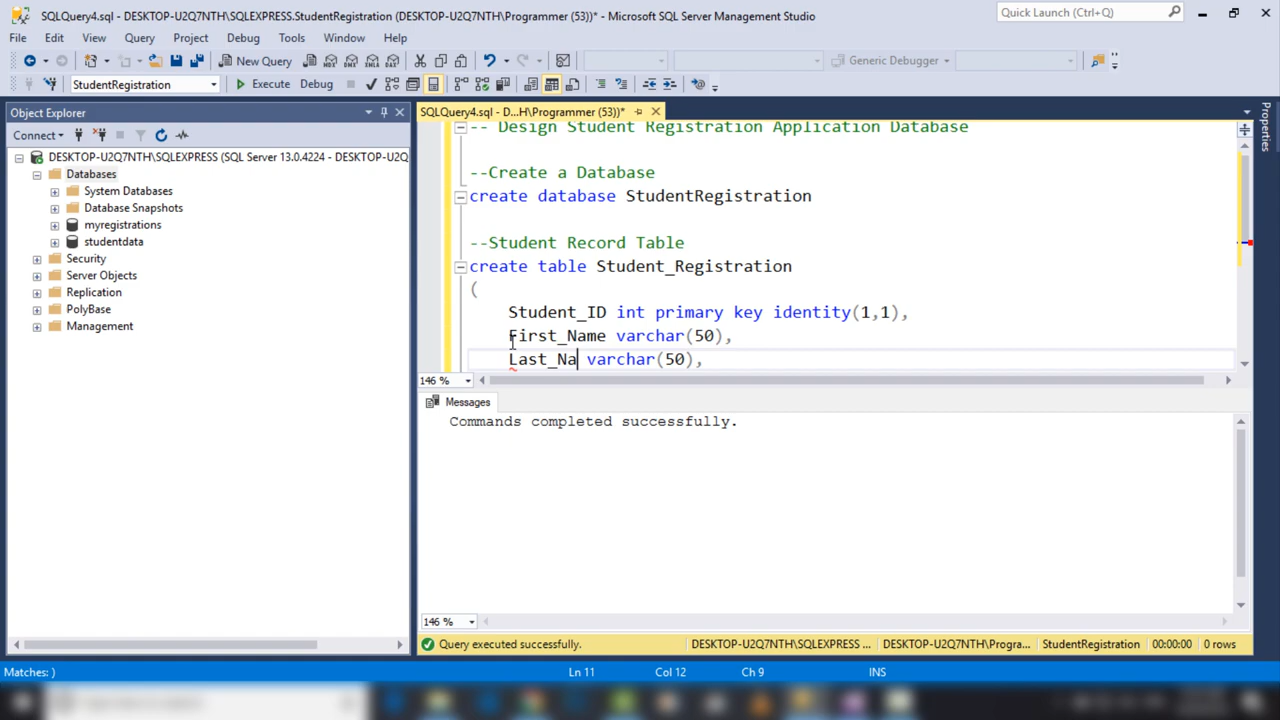 SQLQuery4.sql - DESKTOP-U2Q7NTH\SQLEXPRESS.StudentRegistration (DESKTOP-U2Q7NTH\Programmer (53))* - Microsoft SQL Server Management Studio
Quick Launch (Ctrl+Q)
File Edit View Query Project Debug Tools Window Help
New Query
Generic Debugger
StudentRegistration Execute Debug
Object Explorer
SQLQuery4.sql - D...H\Programmer (53))*
Properties
Connect
DESKTOP-U2Q7NTH\SQLEXPRESS (SQL Server 13.0.4224 - DESKTOP-U2Q
Databases
System Databases
Database Snapshots
myregistrations
studentdata
Security
Server Objects
Replication
PolyBase
Management
-- Design Student Registration Application Database
--Create a Database
create database StudentRegistration
--Student Record Table
create table Student_Registration
(
Student_ID int primary key identity(1,1),
First_Name varchar(50),
Last_Na varchar(50),
146 %
Messages
Commands completed successfully.
146 %
Query executed successfully. DESKTOP-U2Q7NTH\SQLEXPRESS ... DESKTOP-U2Q7NTH\Progra... StudentRegistration 00:00:00 0 rows
Matches: ) Ln 11 Col 12 Ch 9 INS